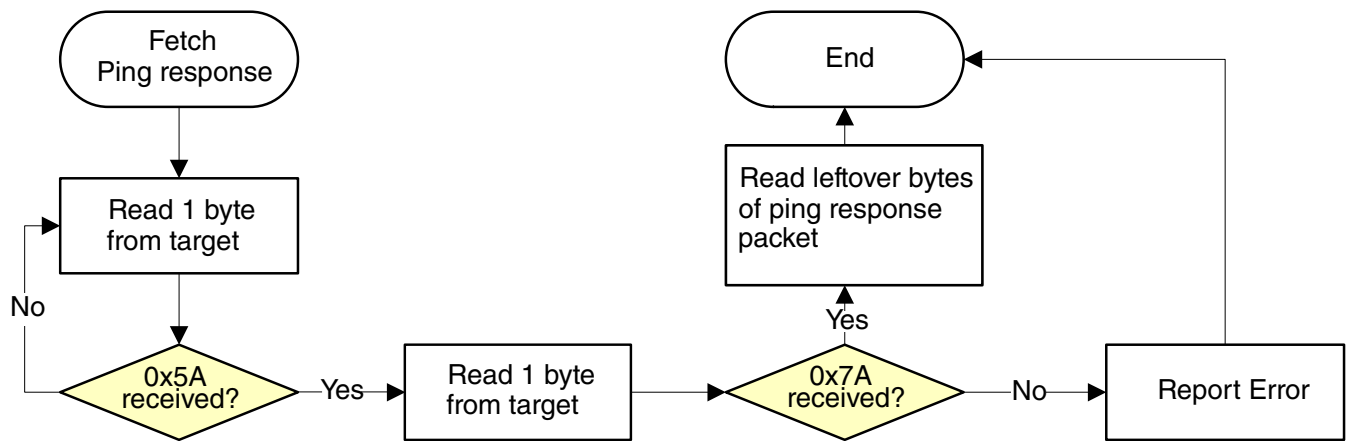 Fetch
Ping response
Read 1 byte
from target
No
0x5A
received?
Yes
Read 1 byte
from target
0x7A
received?
Yes
Read leftover bytes
of ping response
packet
End
No
Report Error